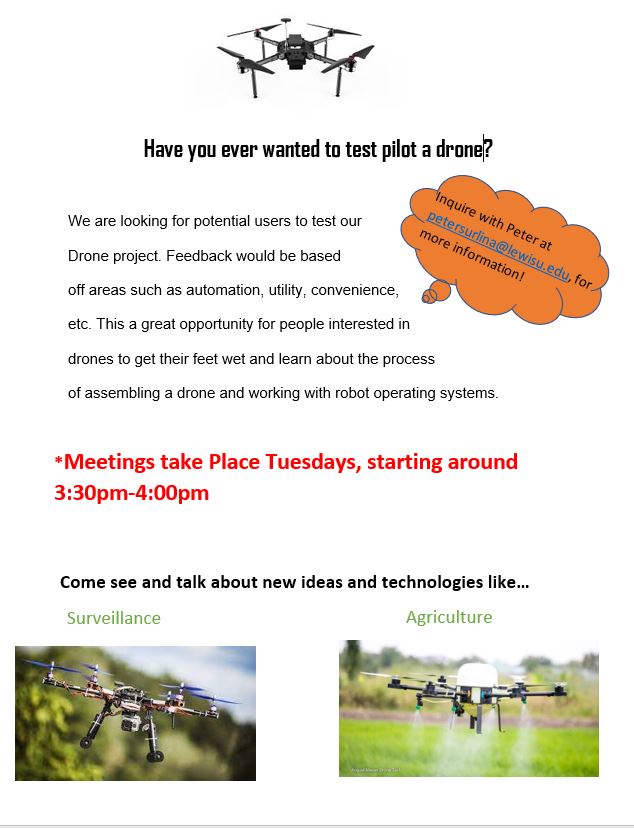 Have you ever wanted to test pilot a drone?
Inquire with Peter at
petersurlina@lewisu.edu, for
more information!
We are looking for potential users to test our
Drone project. Feedback would be based
off areas such as automation, utility, convenience,
etc. This a great opportunity for people interested in
drones to get their feet wet and learn about the process
of assembling a drone and working with robot operating systems.
*Meetings take Place Tuesdays, starting around
3:30pm-4:00pm
Come see and talk about new ideas and technologies like…
Surveillance
Agriculture